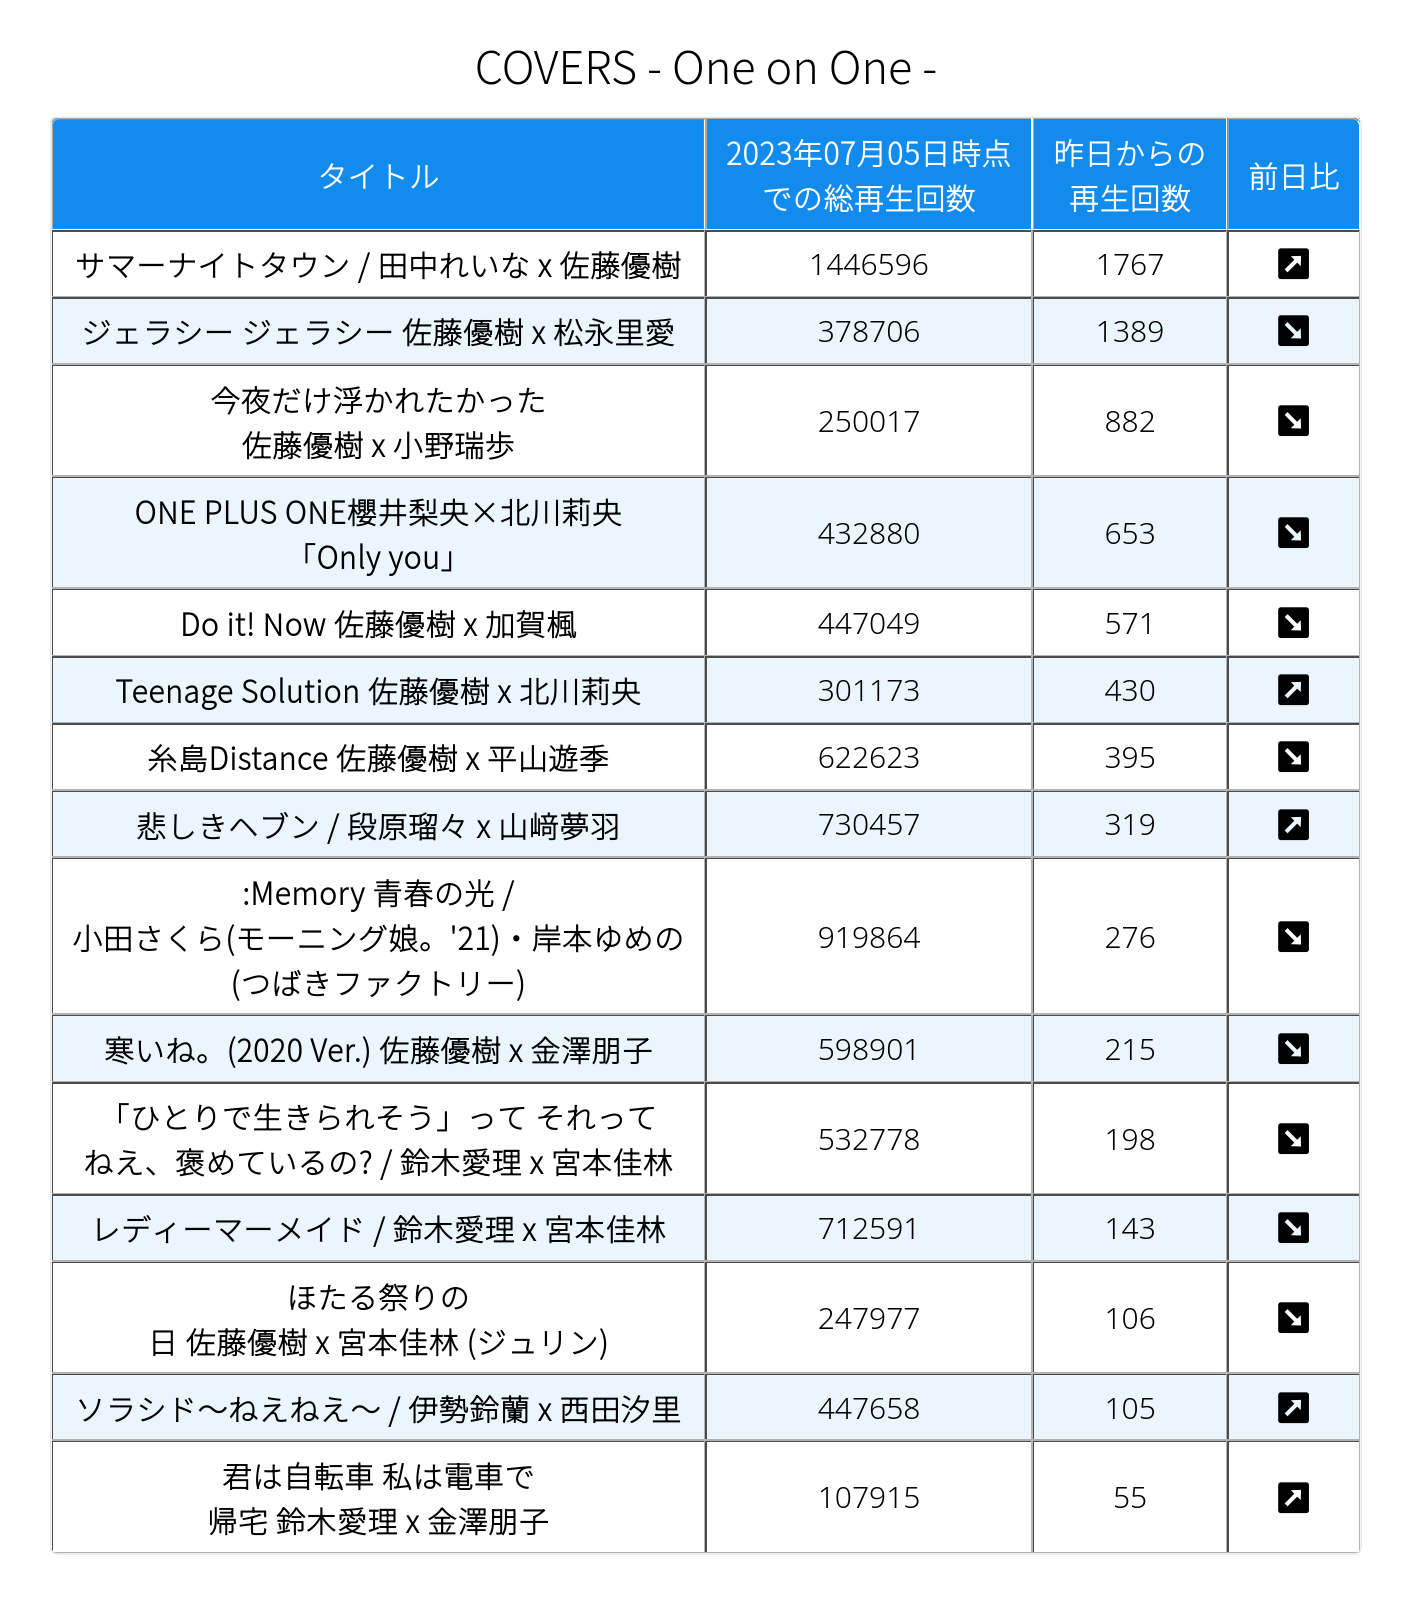 COVERS - One on One -
タイトル
2023年07月05日時点
での総再生回数
昨日からの
再生回数
前日比
サマーナイトタウン / 田中れいな x 佐藤優樹
1446596
1767
ジェラシー ジェラシー 佐藤優樹 x 松永里愛
378706
1389
今夜だけ浮かれたかった
佐藤優樹 x 小野瑞歩
250017
882
ONE PLUS ONE櫻井梨央×北川莉央
「Only you」
432880
653
Do it! Now 佐藤優樹 x 加賀楓
447049
571
Teenage Solution 佐藤優樹 x 北川莉央
301173
430
糸島Distance 佐藤優樹 x 平山遊季
622623
395
悲しきヘブン / 段原瑠々 x 山﨑夢羽
730457
319
:Memory 青春の光 /
小田さくら(モーニング娘。'21)・岸本ゆめの
(つばきファクトリー)
919864
276
寒いね。(2020 Ver.) 佐藤優樹 x 金澤朋子
598901
215
「ひとりで生きられそう」って それって
ねえ、褒めているの? / 鈴木愛理 x 宮本佳林
532778
198
レディーマーメイド / 鈴木愛理 x 宮本佳林
712591
143
ほたる祭りの
日 佐藤優樹 x 宮本佳林 (ジュリン)
247977
106
ソラシド～ねえねえ～ / 伊勢鈴蘭 x 西田汐里
447658
105
君は自転車 私は電車で
帰宅 鈴木愛理 x 金澤朋子
107915
55